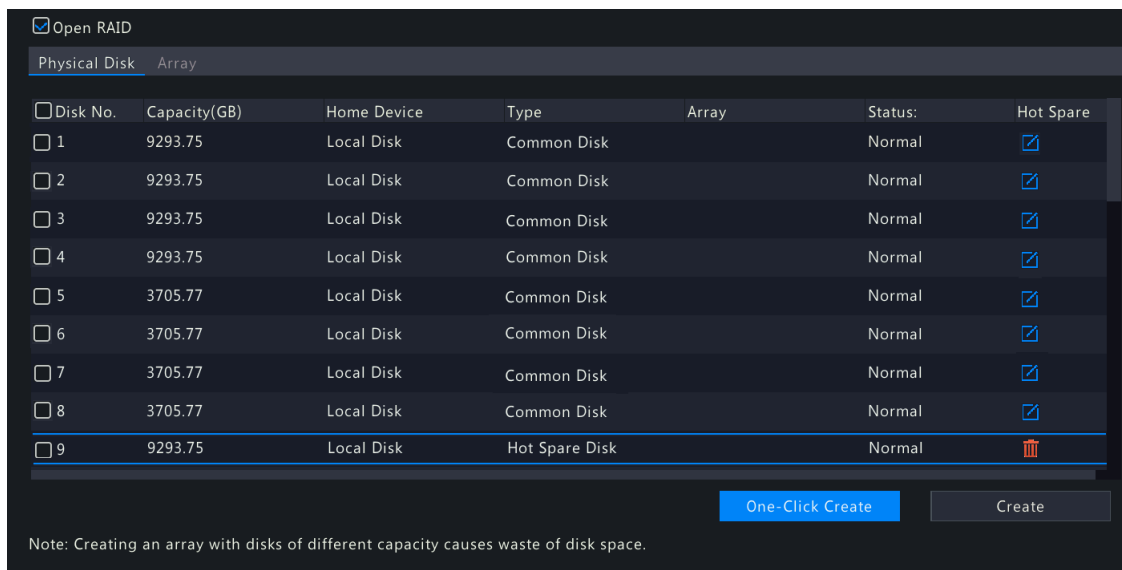 Open RAID
Physical Disk Array
Disk No. Capacity(GB) Home Device Type Array Status: Hot Spare
1 9293.75 Local Disk Common Disk Normal
2 9293.75 Local Disk Common Disk Normal
3 9293.75 Local Disk Common Disk Normal
4 9293.75 Local Disk Common Disk Normal
5 3705.77 Local Disk Common Disk Normal
6 3705.77 Local Disk Common Disk Normal
7 3705.77 Local Disk Common Disk Normal
8 3705.77 Local Disk Common Disk Normal
9 9293.75 Local Disk Hot Spare Disk Normal
One-Click Create Create
Note: Creating an array with disks of different capacity causes waste of disk space.